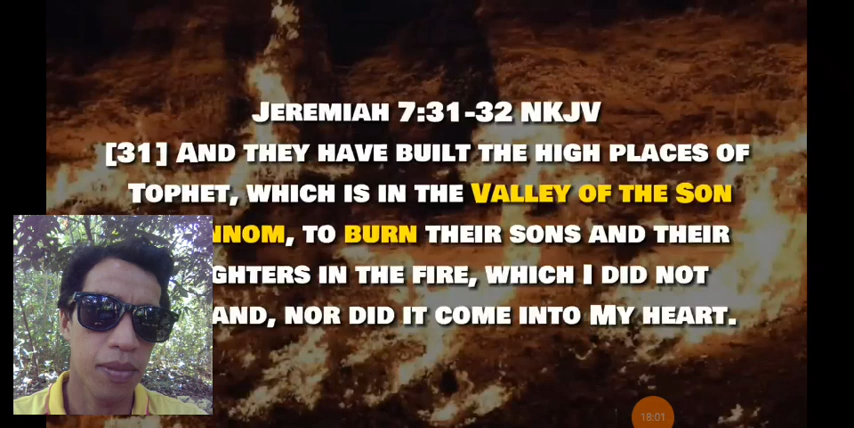 Jeremiah 7:31-32 NKJV
[31] And they have built the high places of
Tophet, which is in the Valley of the Son
nnom, to burn their sons and their
ghters in the fire, which I did not
and, nor did it come into My heart.
18:01